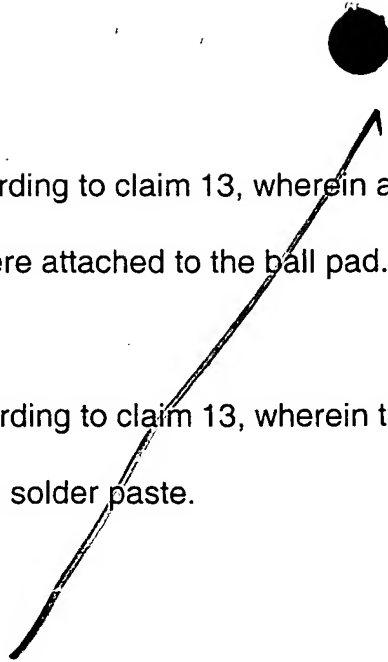 rding to claim 13, wherein a
ere attached to the ball pad.
rding to claim 13, wherein t
solder paste.